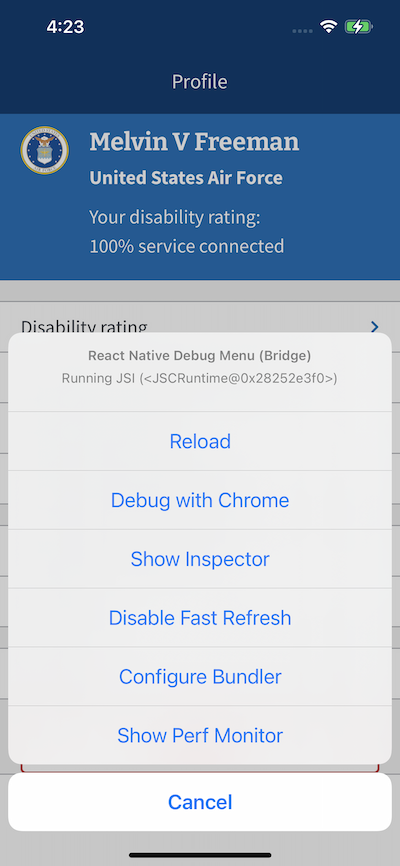 4:23
Profile
Melvin V Freeman
United States Air Force
Your disability rating:
100% service connected
Disability rating
React Native Debug Menu (Bridge)
Running JSI (<JSCRuntime@0x28252e3f0>)
Reload
Debug with Chrome
Show Inspector
Disable Fast Refresh
Configure Bundler
Show Perf Monitor
Cancel